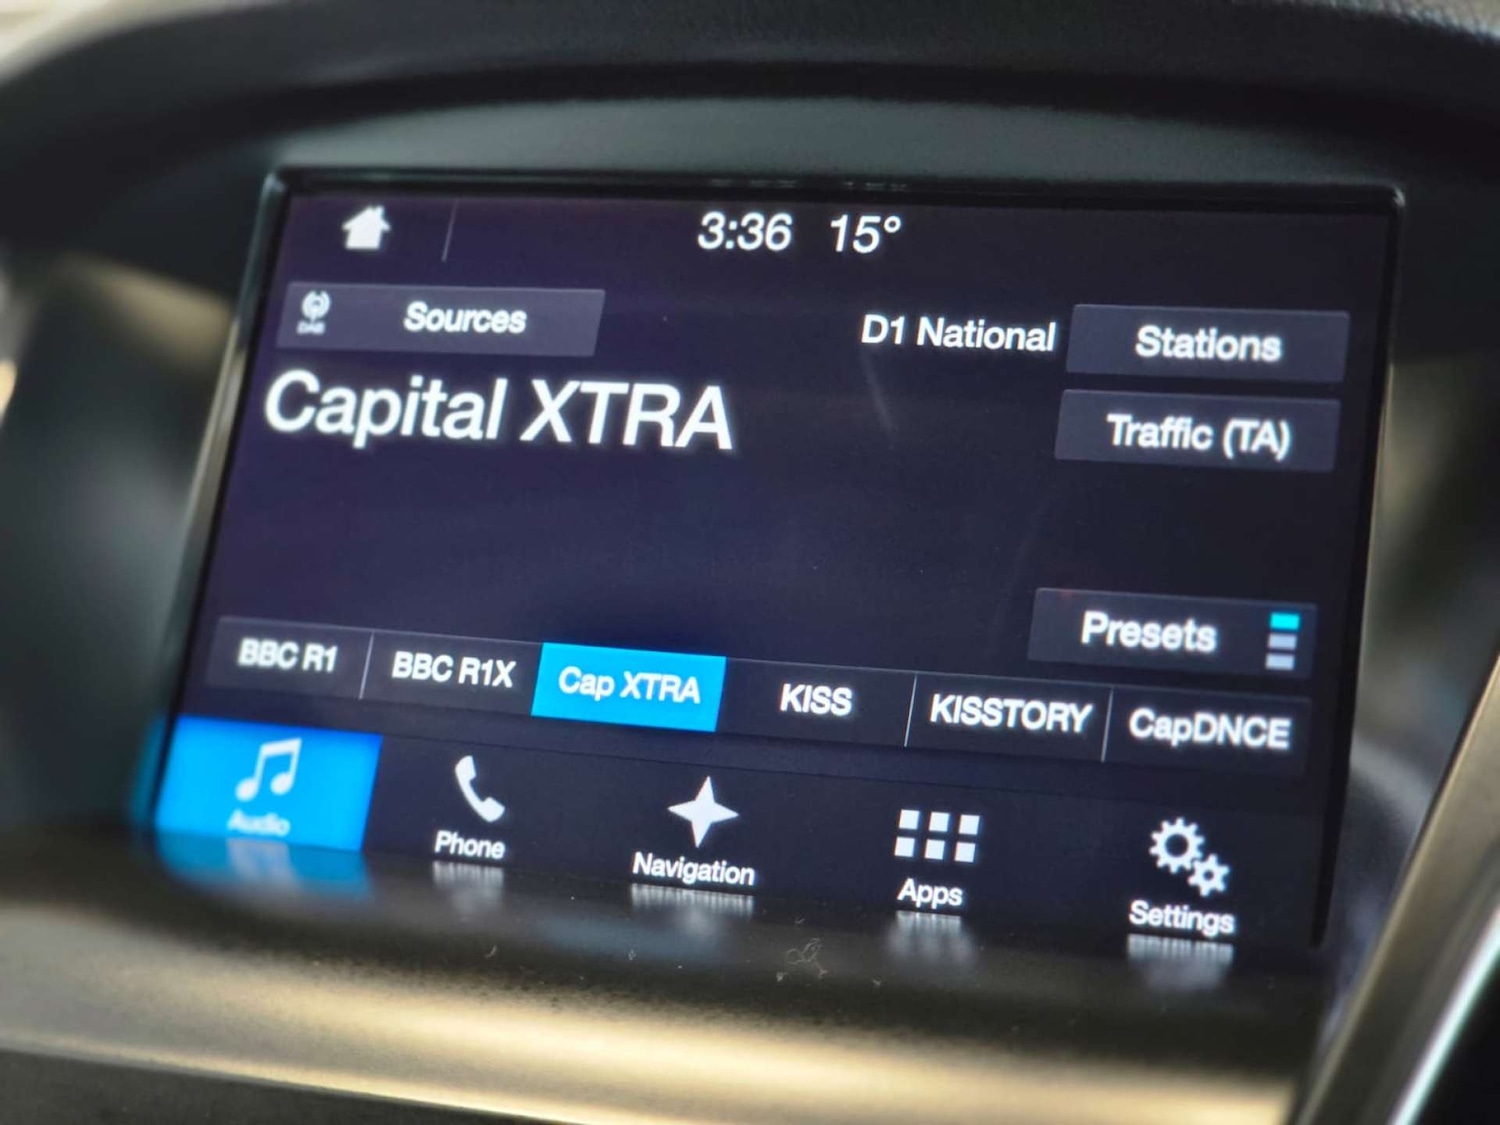 3:36 15°
DAB Sources
D1 National Stations
Capital XTRA
Traffic (TA)
Presets
BBC R1 BBC R1X Cap XTRA KISS KISSTORY CapDNCE
Audio Phone Navigation Apps Settings